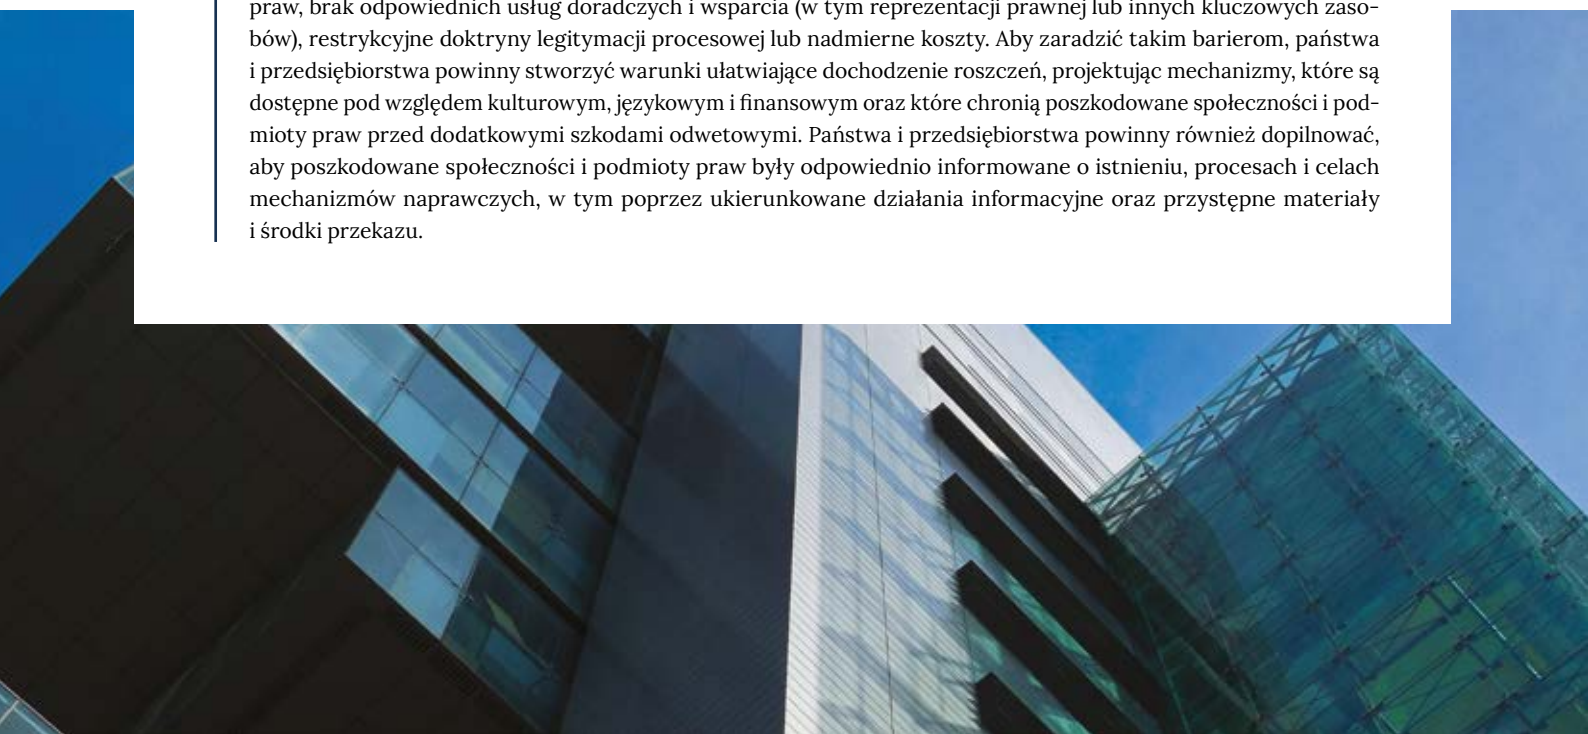 praw, brak odpowiednich usług doradczych i wsparcia (w tym reprezentacji prawnej lub innych kluczowych zaso-
bów), restrykcyjne doktryny legitymacji procesowej lub nadmierne koszty. Aby zaradzić takim barierom, państwa
i przedsiębiorstwa powinny stworzyć warunki ułatwiające dochodzenie roszczeń, projektując mechanizmy, które są
dostępne pod względem kulturowym, językowym i finansowym oraz które chronią poszkodowane społeczności i pod-
mioty praw przed dodatkowymi szkodami odwetowymi. Państwa i przedsiębiorstwa powinny również dopilnować,
aby poszkodowane społeczności i podmioty praw były odpowiednio informowane o istnieniu, procesach i celach
mechanizmów naprawczych, w tym poprzez ukierunkowane działania informacyjne oraz przystępne materiały
i środki przekazu.